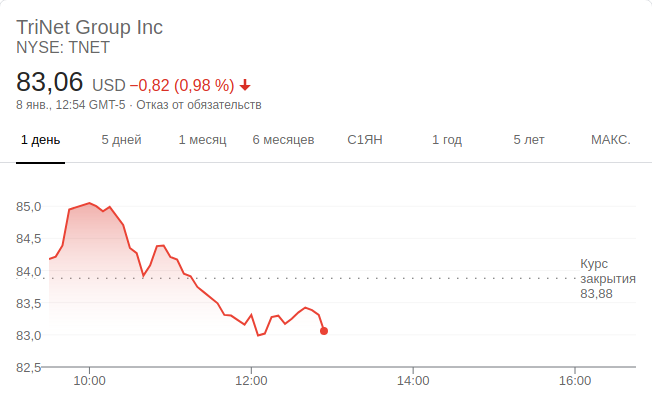 TriNet Group Inc
NYSE: TNET
83,06 USD −0,82 (0,98 %)
8 янв., 12:54 GMT-5 · Отказ от обязательств
1 день 5 дней 1 месяц 6 месяцев С1ЯН 1 год 5 лет МАКС.
85,0
84,5
84,0
83,5
83,0
82,5
Курс
закрытия
83,88
10:00 12:00 14:00 16:00